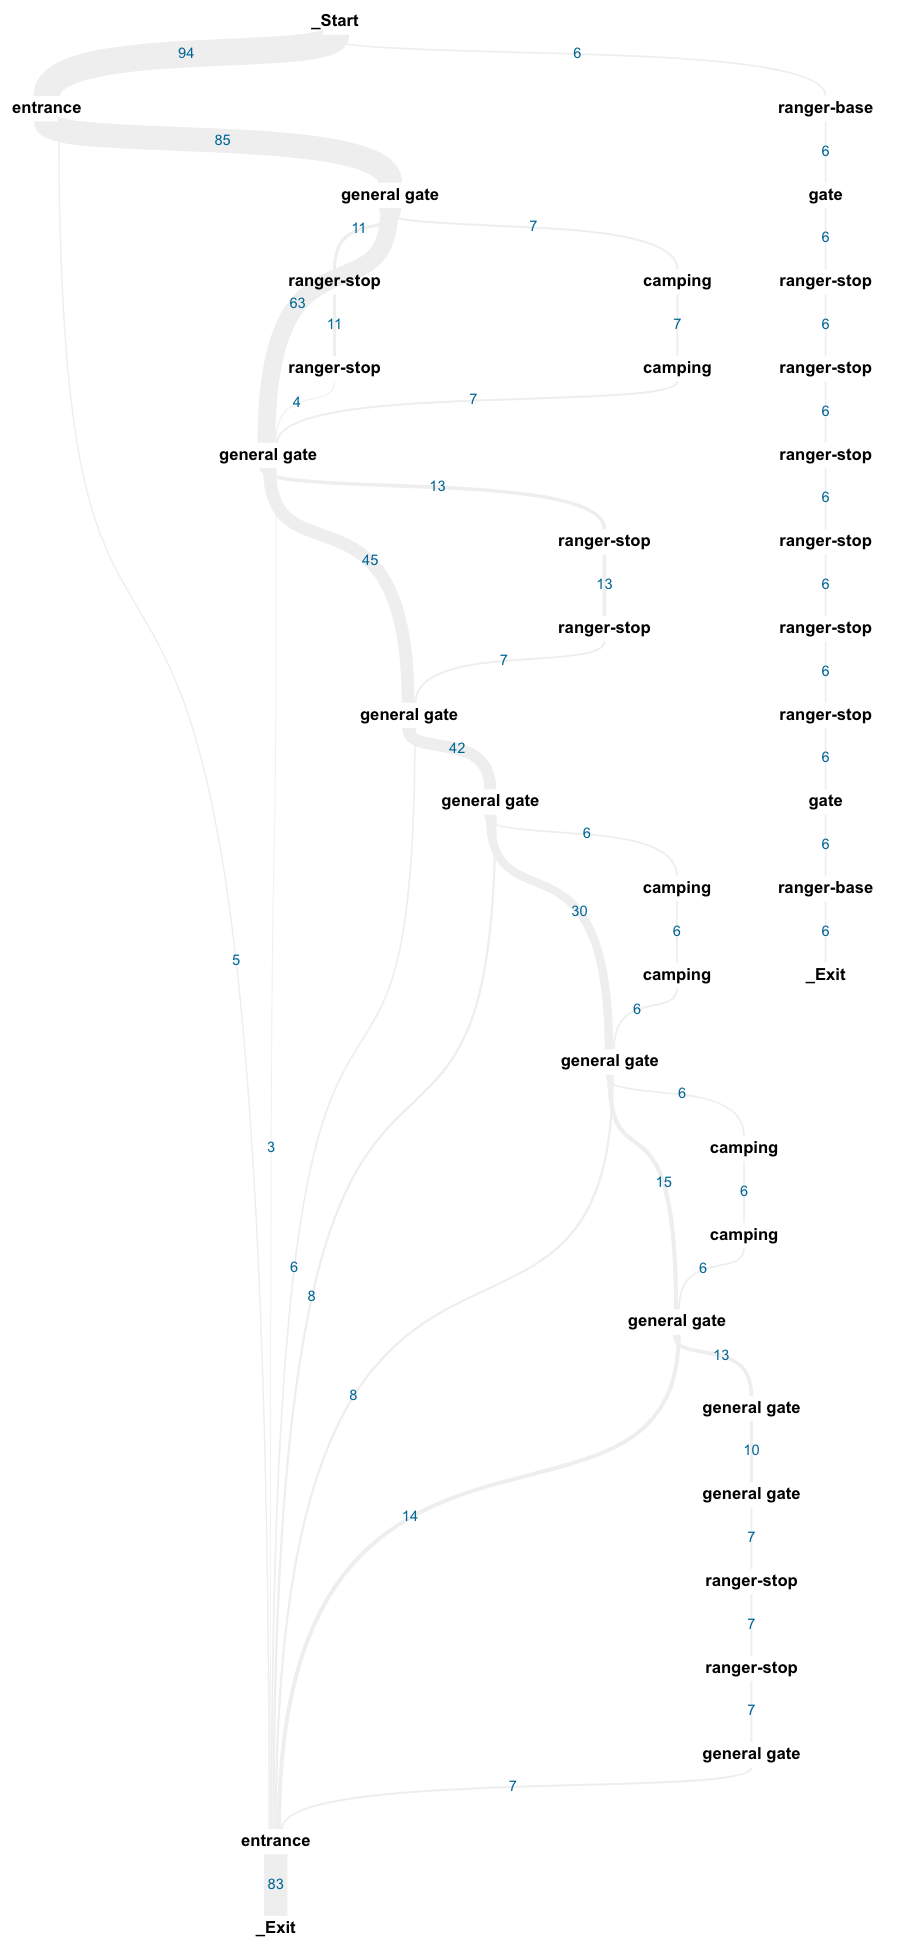 _Start
94
6
entrance
ranger-base
85
6
general gate
gate
11
7
6
ranger-stop
camping
ranger-stop
63
11
7
6
ranger-stop
camping
ranger-stop
4
7
6
general gate
ranger-stop
13
6
ranger-stop
ranger-stop
45
13
6
ranger-stop
ranger-stop
7
6
general gate
ranger-stop
42
6
general gate
gate
6
6
camping
ranger-base
30
6
6
5
camping
_Exit
6
general gate
6
camping
3
15
6
camping
6
6
8
general gate
13
8
general gate
10
general gate
14
7
ranger-stop
7
ranger-stop
7
general gate
7
entrance
83
_Exit